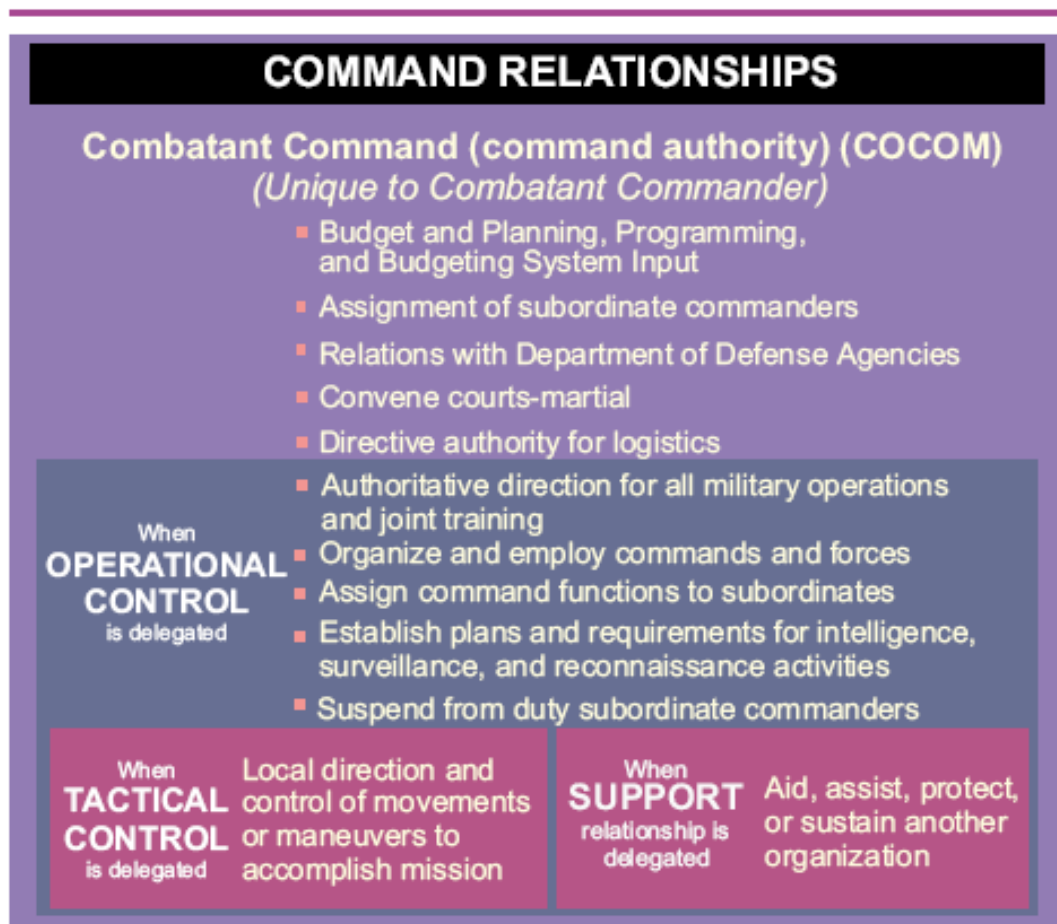 COMMAND RELATIONSHIPS
Combatant Command (command authority) (COCOM)
(Unique to Combatant Commander)
Budget and Planning, Programming,
and Budgeting System Input
Assignment of subordinate commanders
Relations with Department of Defense Agencies
Convene courts-martial
Directive authority for logistics
When
OPERATIONAL
CONTROL
is delegated
Authoritative direction for all military operations
and joint training
Organize and employ commands and forces
Assign command functions to subordinates
Establish plans and requirements for intelligence,
surveillance, and reconnaissance activities
Suspend from duty subordinate commanders
When
TACTICAL
CONTROL
is delegated
Local direction and
control of movements
or maneuvers to
accomplish mission
When
SUPPORT
relationship is
delegated
Aid, assist, protect,
or sustain another
organization